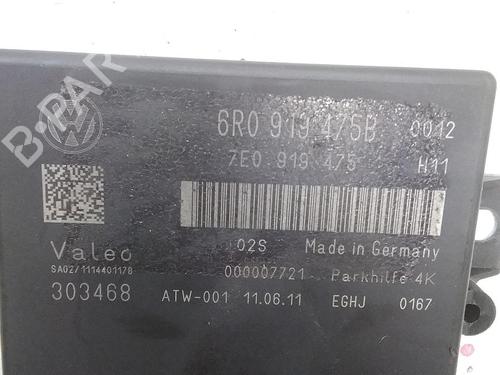 B-PARTS
6R0 919 475B 0012
7E0 919 475 H11
Valeo
SA02/1114401178
02S Made in Germany
000007721 Parkhilfe 4K
303468 ATW-001 11.06.11 EGHJ 0167